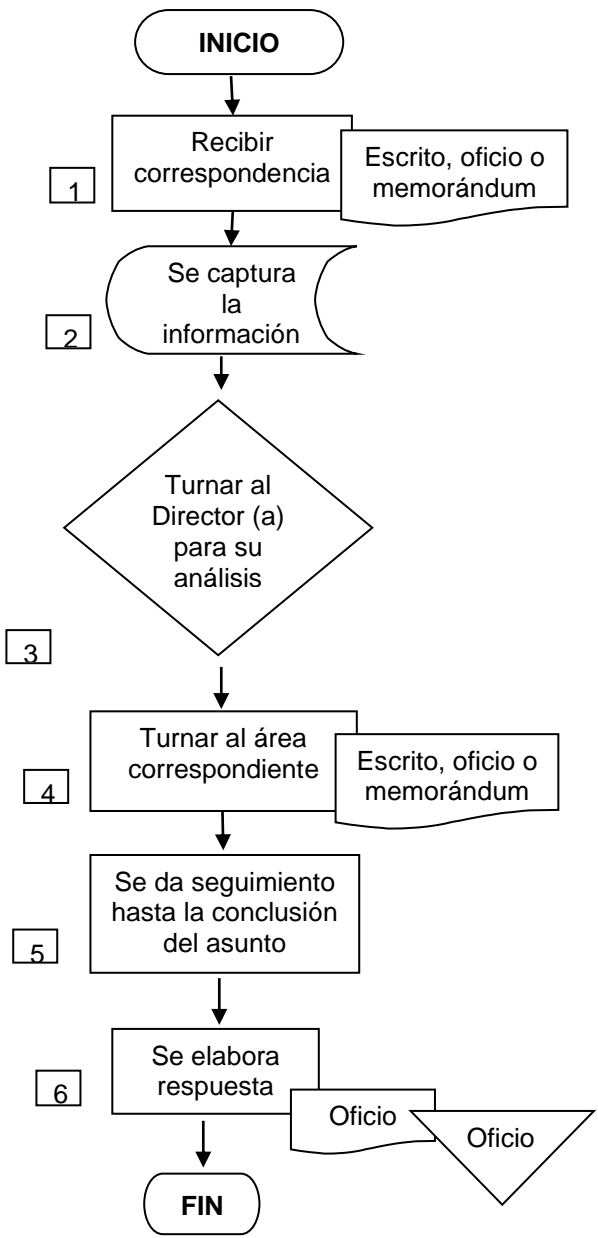 INICIO
Recibir
correspondencia
Escrito, oficio o
memorándum
1
Se captura
la
información
2
Turnar al
Director (a)
para su
análisis
3
Turnar al área
correspondiente
Escrito, oficio o
memorándum
4
Se da seguimiento
hasta la conclusión
del asunto
5
Se elabora
respuesta
6
Oficio
Oficio
FIN